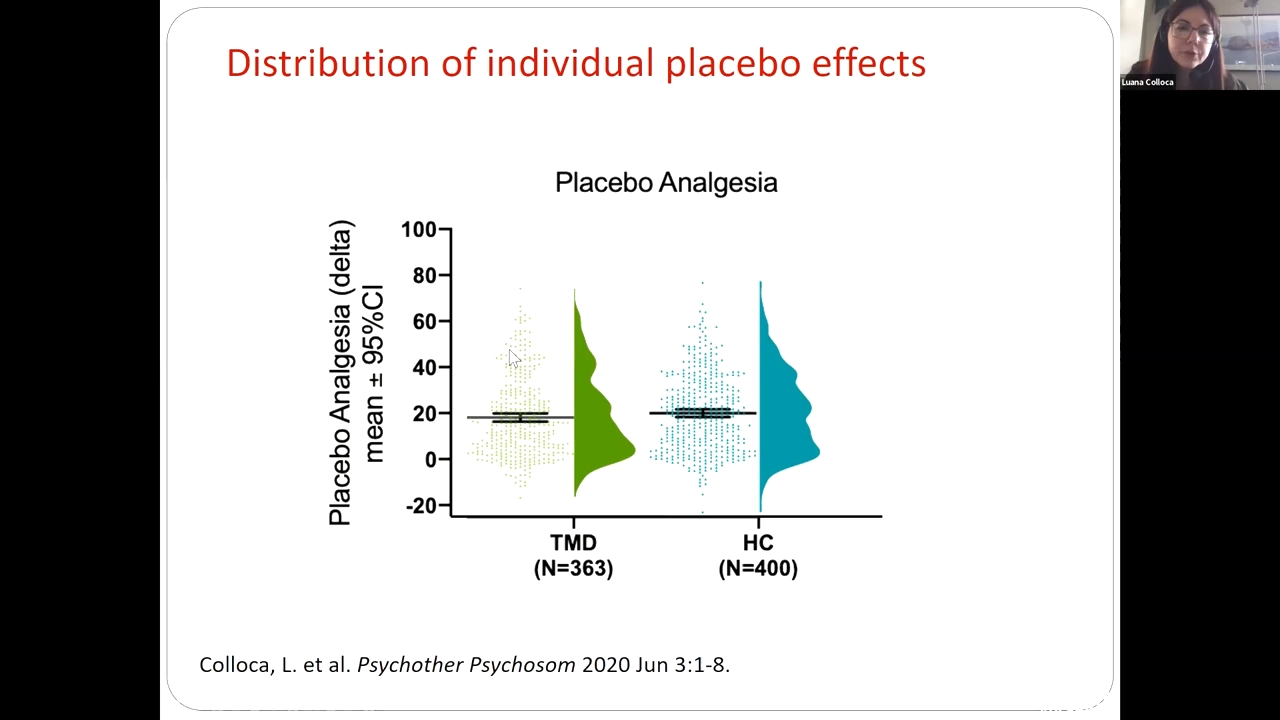 Distribution of individual placebo effects
Luana Colloca
Placebo Analgesia
Placebo Analgesia (delta)
mean ± 95%CI
100
80
60
40
20
0
-20
TMD
(N=363)
HC
(N=400)
Colloca, L. et al. Psychother Psychosom 2020 Jun 3:1-8.